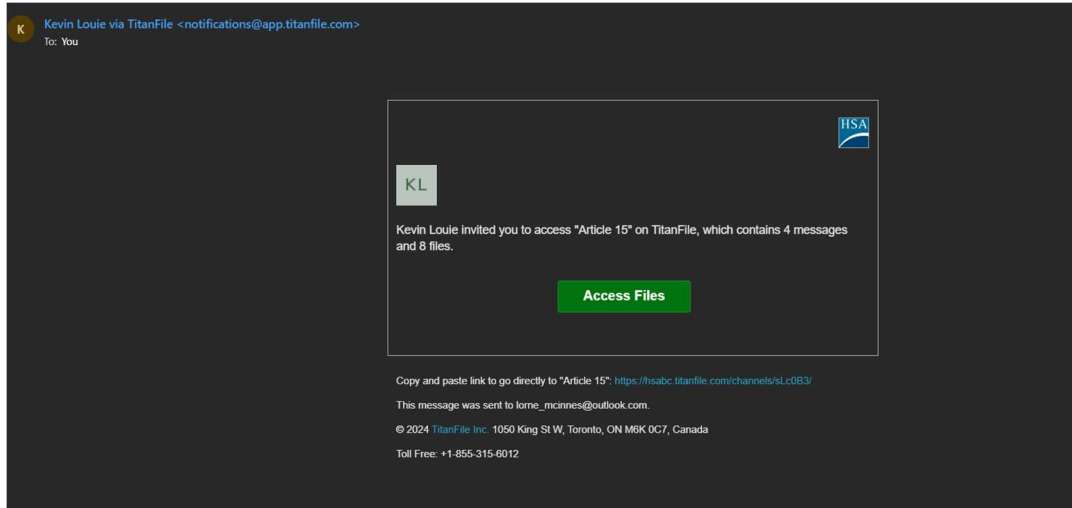 K
Kevin Louie via TitanFile <notifications@app.titanfile.com>
To: You
HSA
KL
Kevin Louie invited you to access "Article 15" on TitanFile, which contains 4 messages
and 8 files.
Access Files
Copy and paste link to go directly to "Article 15": https://hsabc.titanfile.com/channels/sLc0B3/
This message was sent to lorne_mcinnes@outlook.com.
© 2024 TitanFile Inc. 1050 King St W, Toronto, ON M6K 0C7, Canada
Toll Free: +1-855-315-6012